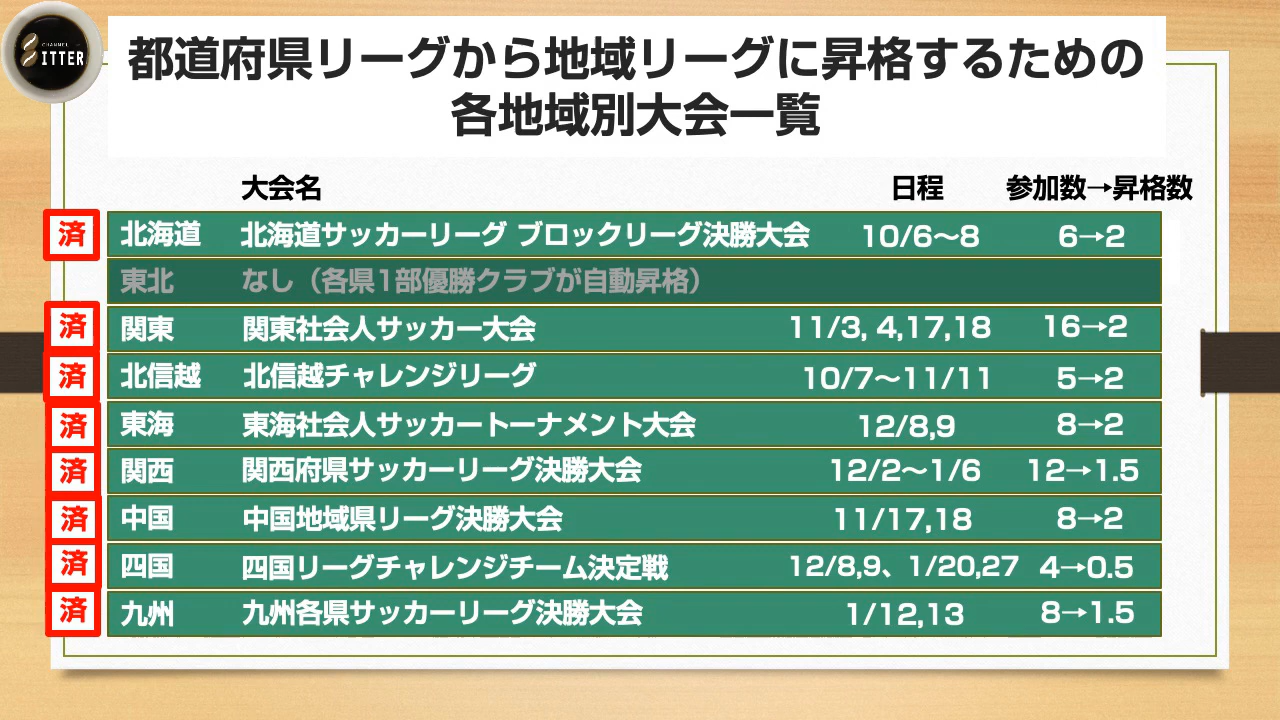 CHANNEL
BITTER
都道府県リーグから地域リーグに昇格するための
各地域別大会一覧
大会名 日程 参加数→昇格数
済 北海道 北海道サッカーリーグ ブロックリーグ決勝大会 10/6〜8 6→2
東北 なし（各県1部優勝クラブが自動昇格）
済 関東 関東社会人サッカー大会 11/3, 4,17,18 16→2
済 北信越 北信越チャレンジリーグ 10/7〜11/11 5→2
済 東海 東海社会人サッカートーナメント大会 12/8,9 8→2
済 関西 関西府県サッカーリーグ決勝大会 12/2〜1/6 12→1.5
済 中国 中国地域県リーグ決勝大会 11/17,18 8→2
済 四国 四国リーグチャレンジチーム決定戦 12/8,9、1/20,27 4→0.5
済 九州 九州各県サッカーリーグ決勝大会 1/12,13 8→1.5